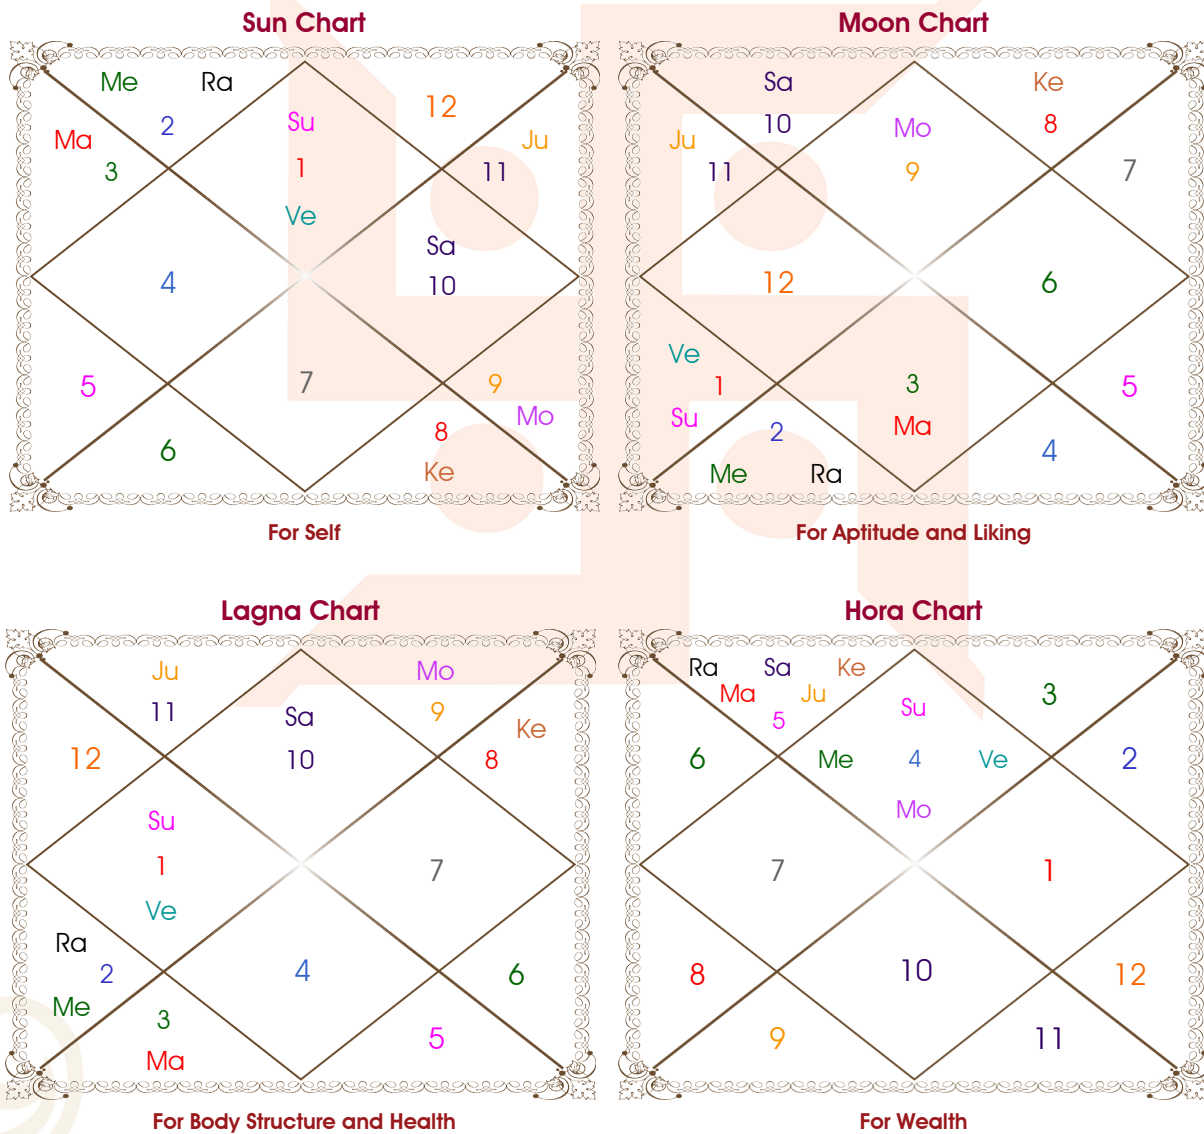 Sun Chart
Me Ra
12
Su
2
Ma
Ju
3
1
11
Ve
Sa
4
10
5
7
9
Mo
6
8
Ke
For Self
Moon Chart
Sa
Ke
10
Mo
8
Ju
11
9
7
12
6
Ve
1
3
5
Su
Ma
2
4
Me Ra
For Aptitude and Liking
Lagna Chart
Ju
Mo
11
Sa
9
Ke
12
10
8
Su
1
7
Ve
Ra
2
4
6
Me
3
5
Ma
For Body Structure and Health
Hora Chart
Ra Sa Ke
Ma Ju
3
5
Su
6
Me 4 Ve
2
Mo
7
1
8
10
12
9
11
For Wealth